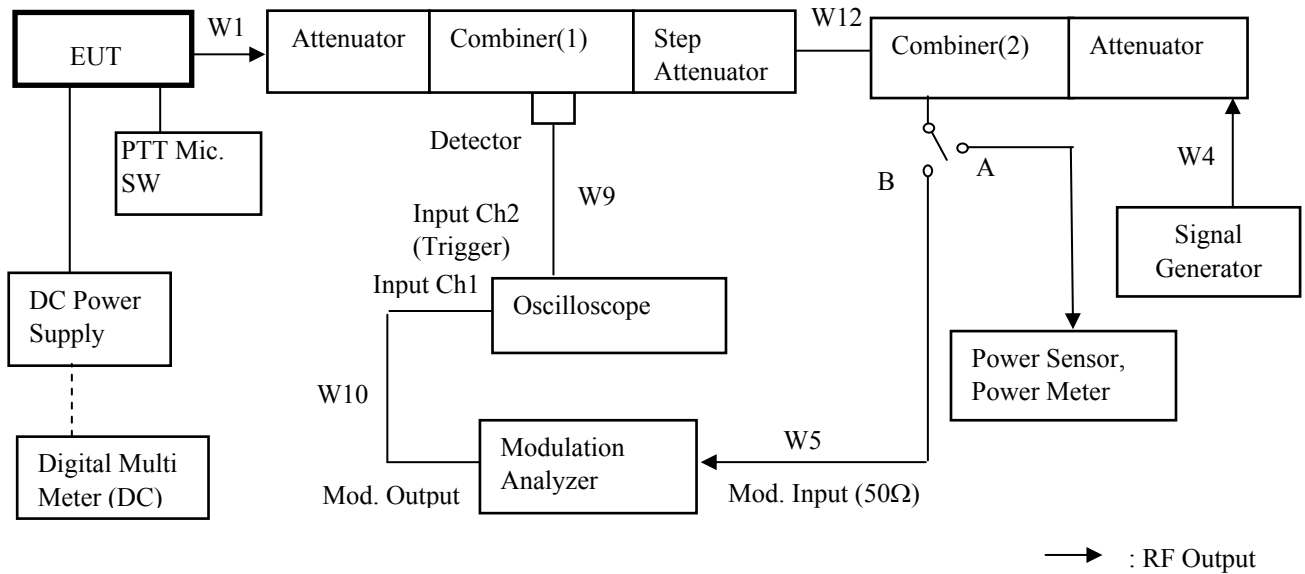 EUT
W1
Attenuator
Combiner(1)
Step
Attenuator
W12
Combiner(2)
Attenuator
PTT Mic.
SW
Detector
W9
B
A
W4
Input Ch2
(Trigger)
Input Ch1
Signal
Generator
DC Power
Supply
Oscilloscope
Power Sensor,
Power Meter
W10
W5
Modulation
Analyzer
Digital Multi
Meter (DC)
Mod. Output
Mod. Input (50Ω)
: RF Output